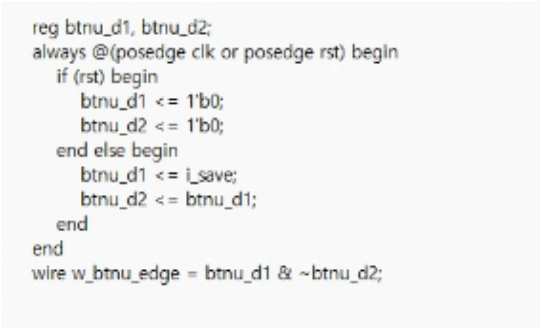 reg btnu_d1, btnu_d2;
always @(posedge clk or posedge rst) begin
if (rst) begin
btnu_d1 <= 1'b0;
btnu_d2 <= 1'b0;
end else begin
btnu_d1 <= i_save;
btnu_d2 <= btnu_d1;
end
end
wire w_btnu_edge = btnu_d1 & ~btnu_d2;